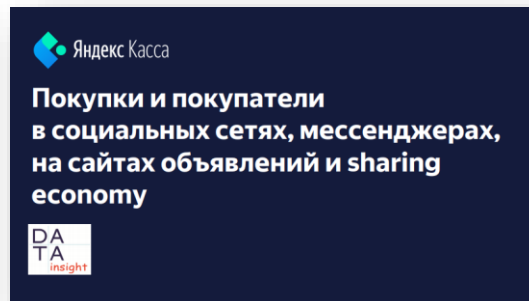 Яндекс Касса
Покупки и покупатели
в социальных сетях, мессенджерах,
на сайтах объявлений и sharing
economy
DA
TA
insight